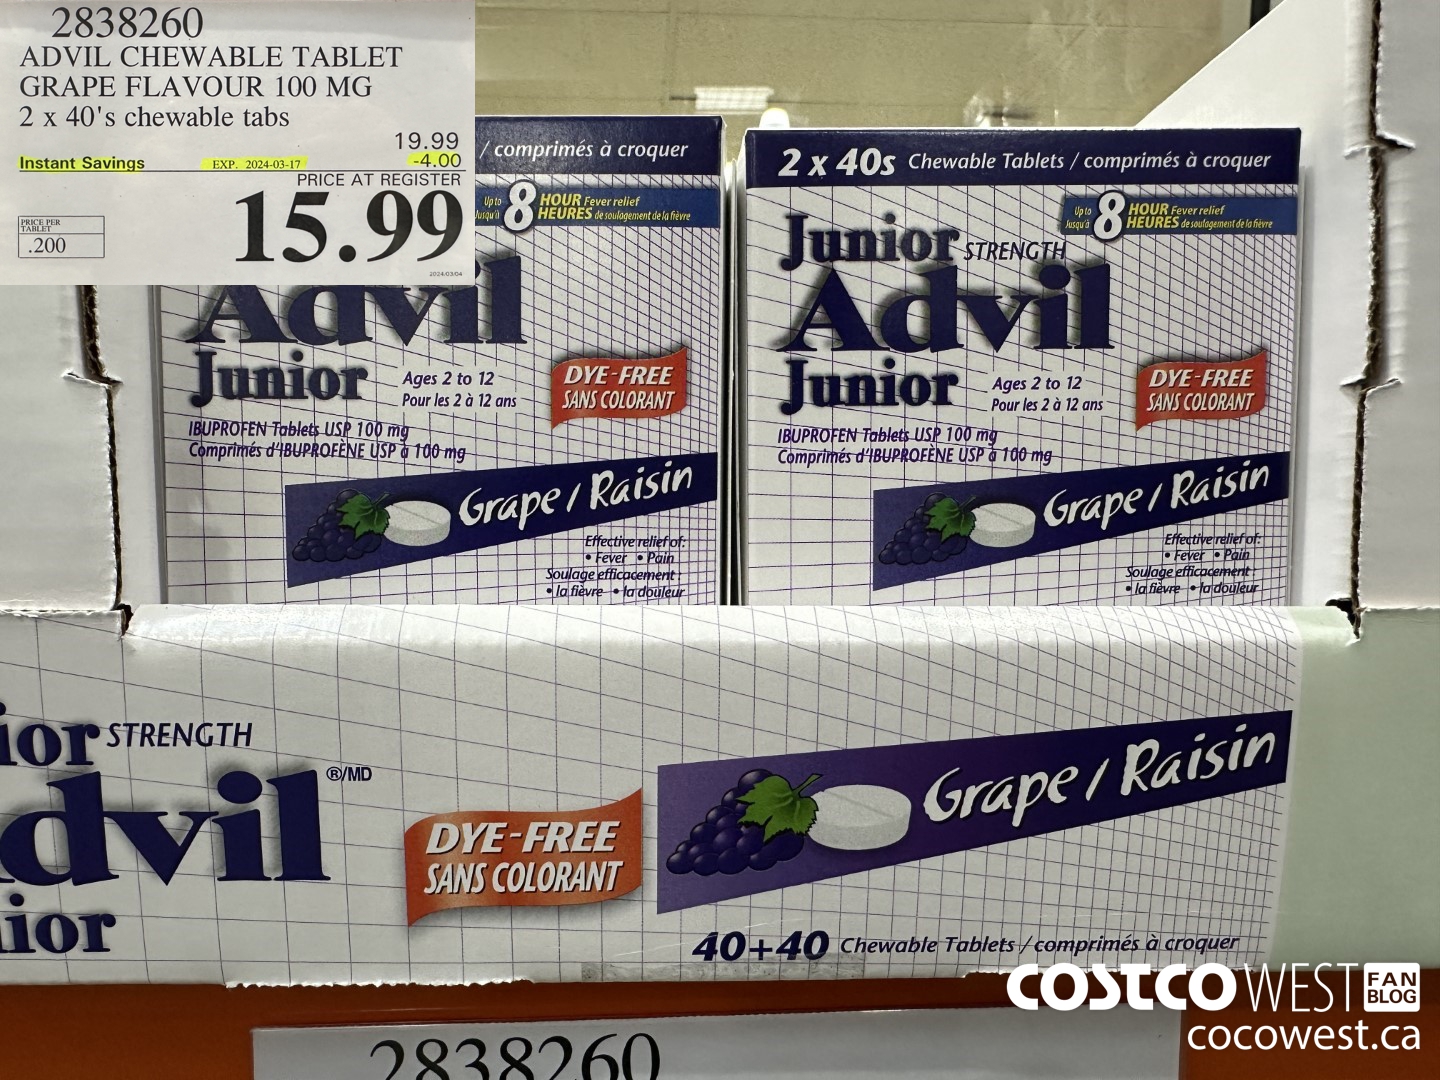 2838260
ADVIL CHEWABLE TABLET
GRAPE FLAVOUR 100 MG
2 x 40's chewable tabs
19.99
Instant Savings EXP. 2024-03-17 -4.00
PRICE AT REGISTER
PRICE PER
TABLET
.200
15.99
2024/03/04
/ comprimés à croquer
Up to
Jusqu'à
8
HOUR Fever relief
HEURES de soulagement de la fièvre
Advil
Junior
Ages 2 to 12
Pour les 2 à 12 ans
DYE-FREE
SANS COLORANT
IBUPROFEN Tablets USP 100 mg
Comprimés d'IBUPROFÈNE USP à 100 mg
Grape / Raisin
Effective relief of:
• Fever • Pain
Soulage efficacement :
• la fièvre • la douleur
2 x 40s Chewable Tablets / comprimés à croquer
Up to
Jusqu'à
8
HOUR Fever relief
HEURES de soulagement de la fièvre
Junior STRENGTH
Advil
Junior
Ages 2 to 12
Pour les 2 à 12 ans
DYE-FREE
SANS COLORANT
IBUPROFEN Tablets USP 100 mg
Comprimés d'IBUPROFÈNE USP à 100 mg
Grape / Raisin
Effective relief of:
• Fever • Pain
Soulage efficacement :
• la fièvre • la douleur
ior STRENGTH
dvil ®/MD
ior
DYE-FREE
SANS COLORANT
Grape / Raisin
40+40 Chewable Tablets / comprimés à croquer
COSTCO WEST FAN
BLOG
cocowest.ca
2838260